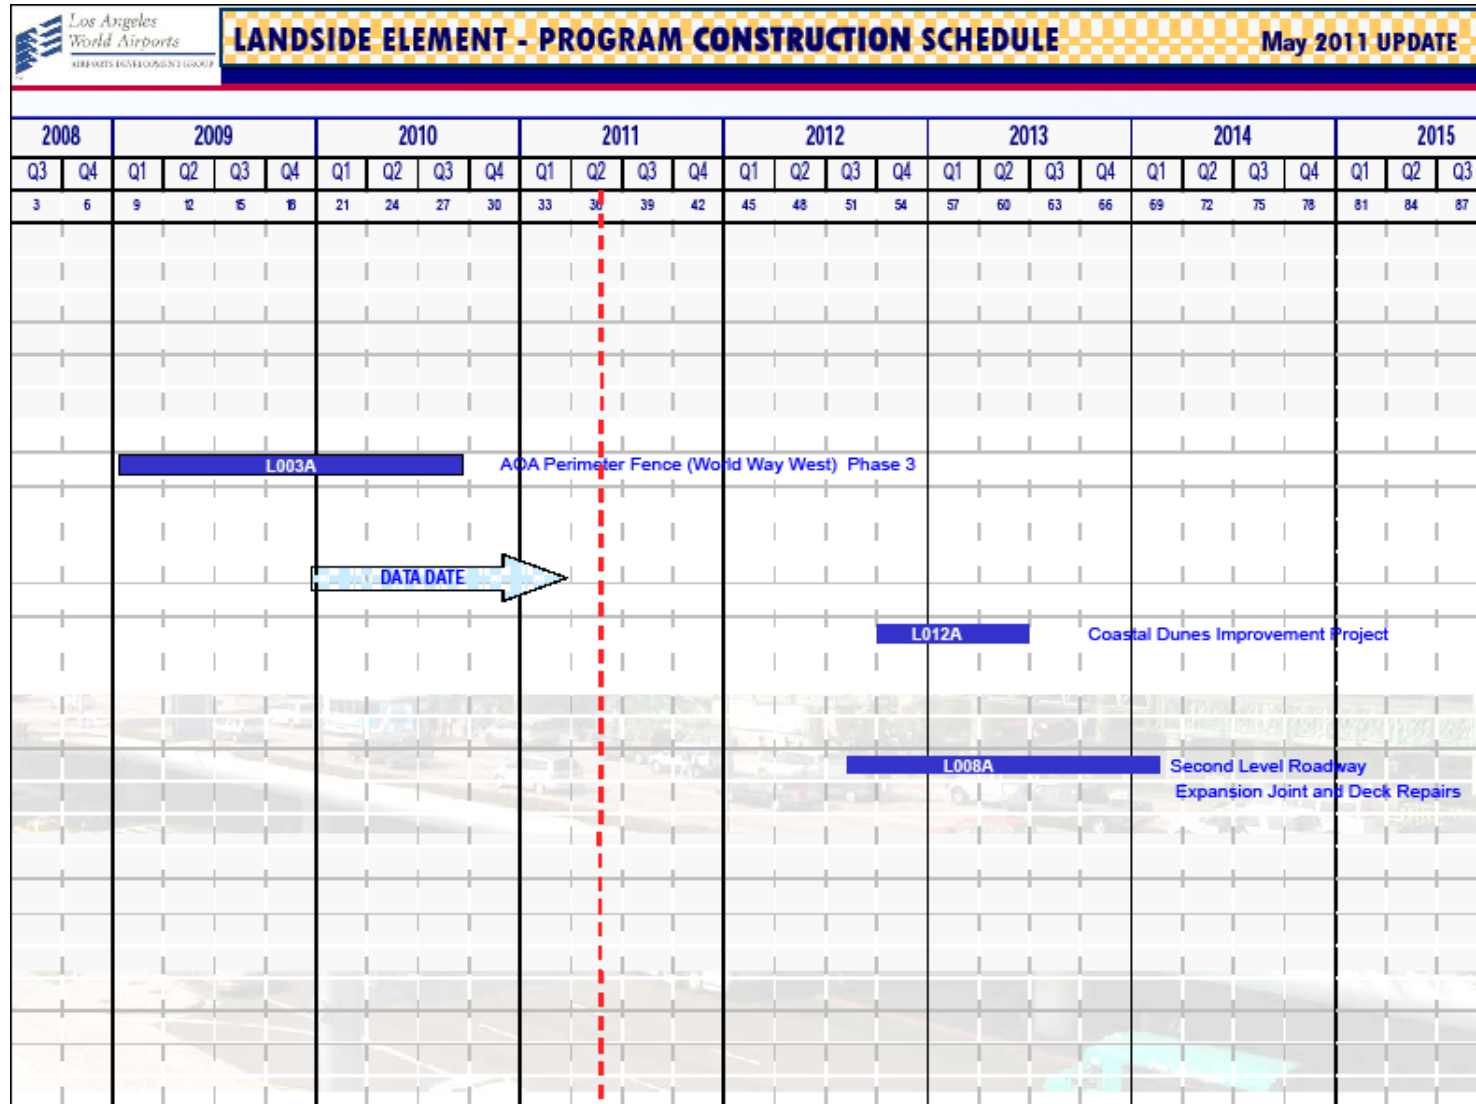 Los Angeles
World Airports
AIRPORTS DEVELOPMENT GROUP
LANDSIDE ELEMENT - PROGRAM CONSTRUCTION SCHEDULE May 2011 UPDATE
2008 2009 2010 2011 2012 2013 2014 2015
Q3 Q4 Q1 Q2 Q3 Q4 Q1 Q2 Q3 Q4 Q1 Q2 Q3 Q4 Q1 Q2 Q3 Q4 Q1 Q2 Q3 Q4 Q1 Q2 Q3 Q4 Q1 Q2 Q3
3 6 9 12 15 18 21 24 27 30 33 36 39 42 45 48 51 54 57 60 63 66 69 72 75 78 81 84 87
L003A AOA Perimeter Fence (World Way West) Phase 3
DATA DATE
L012A Coastal Dunes Improvement Project
L008A Second Level Roadway
Expansion Joint and Deck Repairs